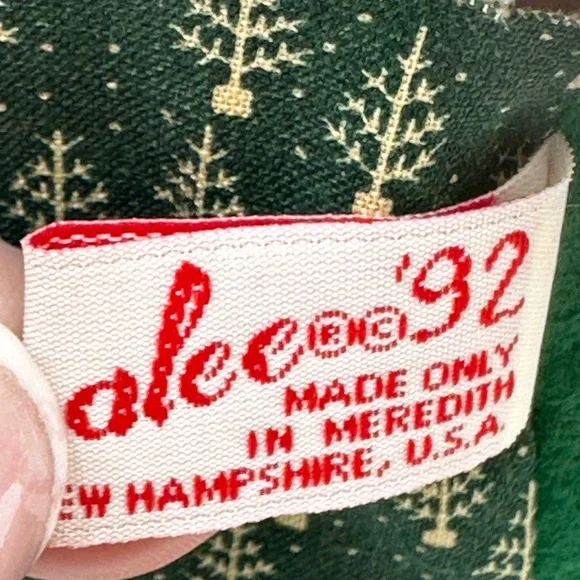 alee®© '92
MADE ONLY
IN MEREDITH
EW HAMPSHIRE, U.S.A.